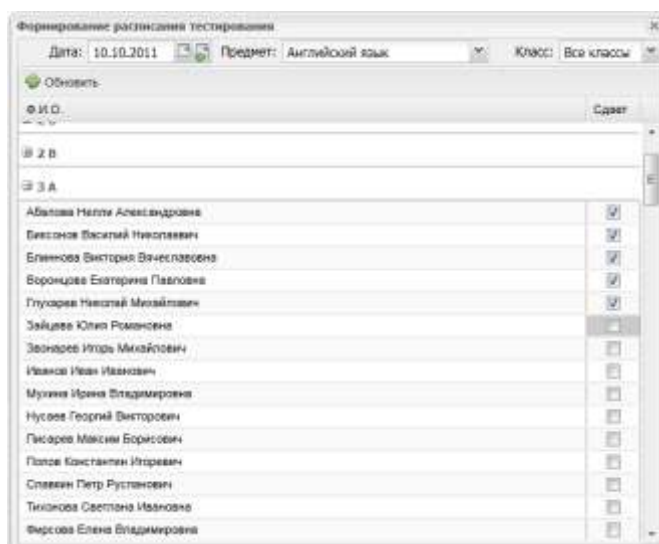 Формирование расписания тестирования
Дата: 10.10.2011 Предмет: Английский язык Класс: Все классы
Обновить
Ф.И.О. Сдает
2 В
3 А
Абалова Нелли Александровна
Василий Николаевич
Блинова Виктория Вячеславовна
Воронцова Екатерина Павловна
Глухарев Николай Михайлович
Зайцева Юлия Романовна
Звонарев Игорь Михайлович
Иванов Иван Иванович
Мухина Ирина Владимировна
Нусаев Георгий Викторович
Писарев Максим Борисович
Попов Константин Игоревич
Славкин Петр Русланович
Тихонова Светлана Ивановна
Фирсова Елена Владимировна